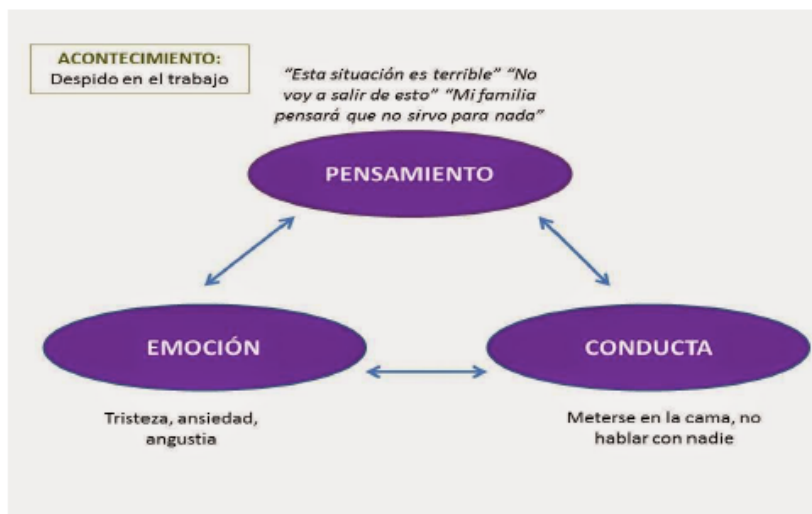 ACONTECIMIENTO:
Despido en el trabajo
“Esta situación es terrible” “No
voy a salir de esto” “Mi familia
pensará que no sirvo para nada”
PENSAMIENTO
EMOCIÓN
CONDUCTA
Tristeza, ansiedad,
angustia
Meterse en la cama, no
hablar con nadie